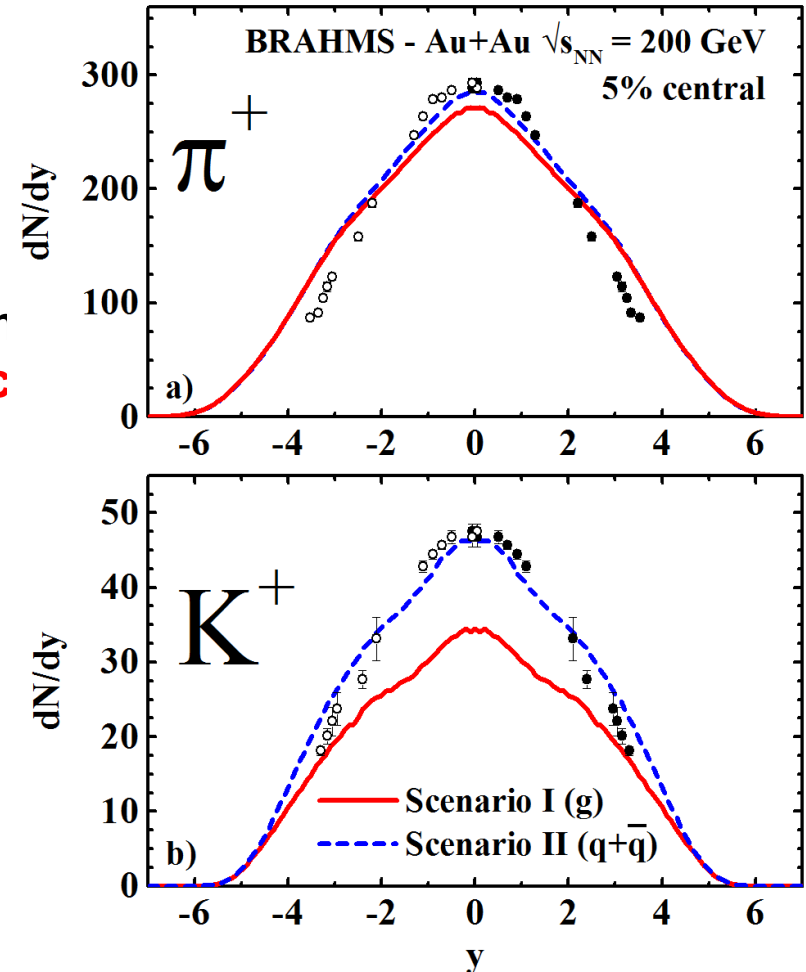 BRAHMS - Au+Au √s_NN = 200 GeV
5% central
π⁺
dN/dy
300
200
100
0
a)
-6 -4 -2 0 2 4 6
K⁺
dN/dy
50
40
30
20
10
0
Scenario I (g)
Scenario II (q+q̄)
b)
-6 -4 -2 0 2 4 6
y